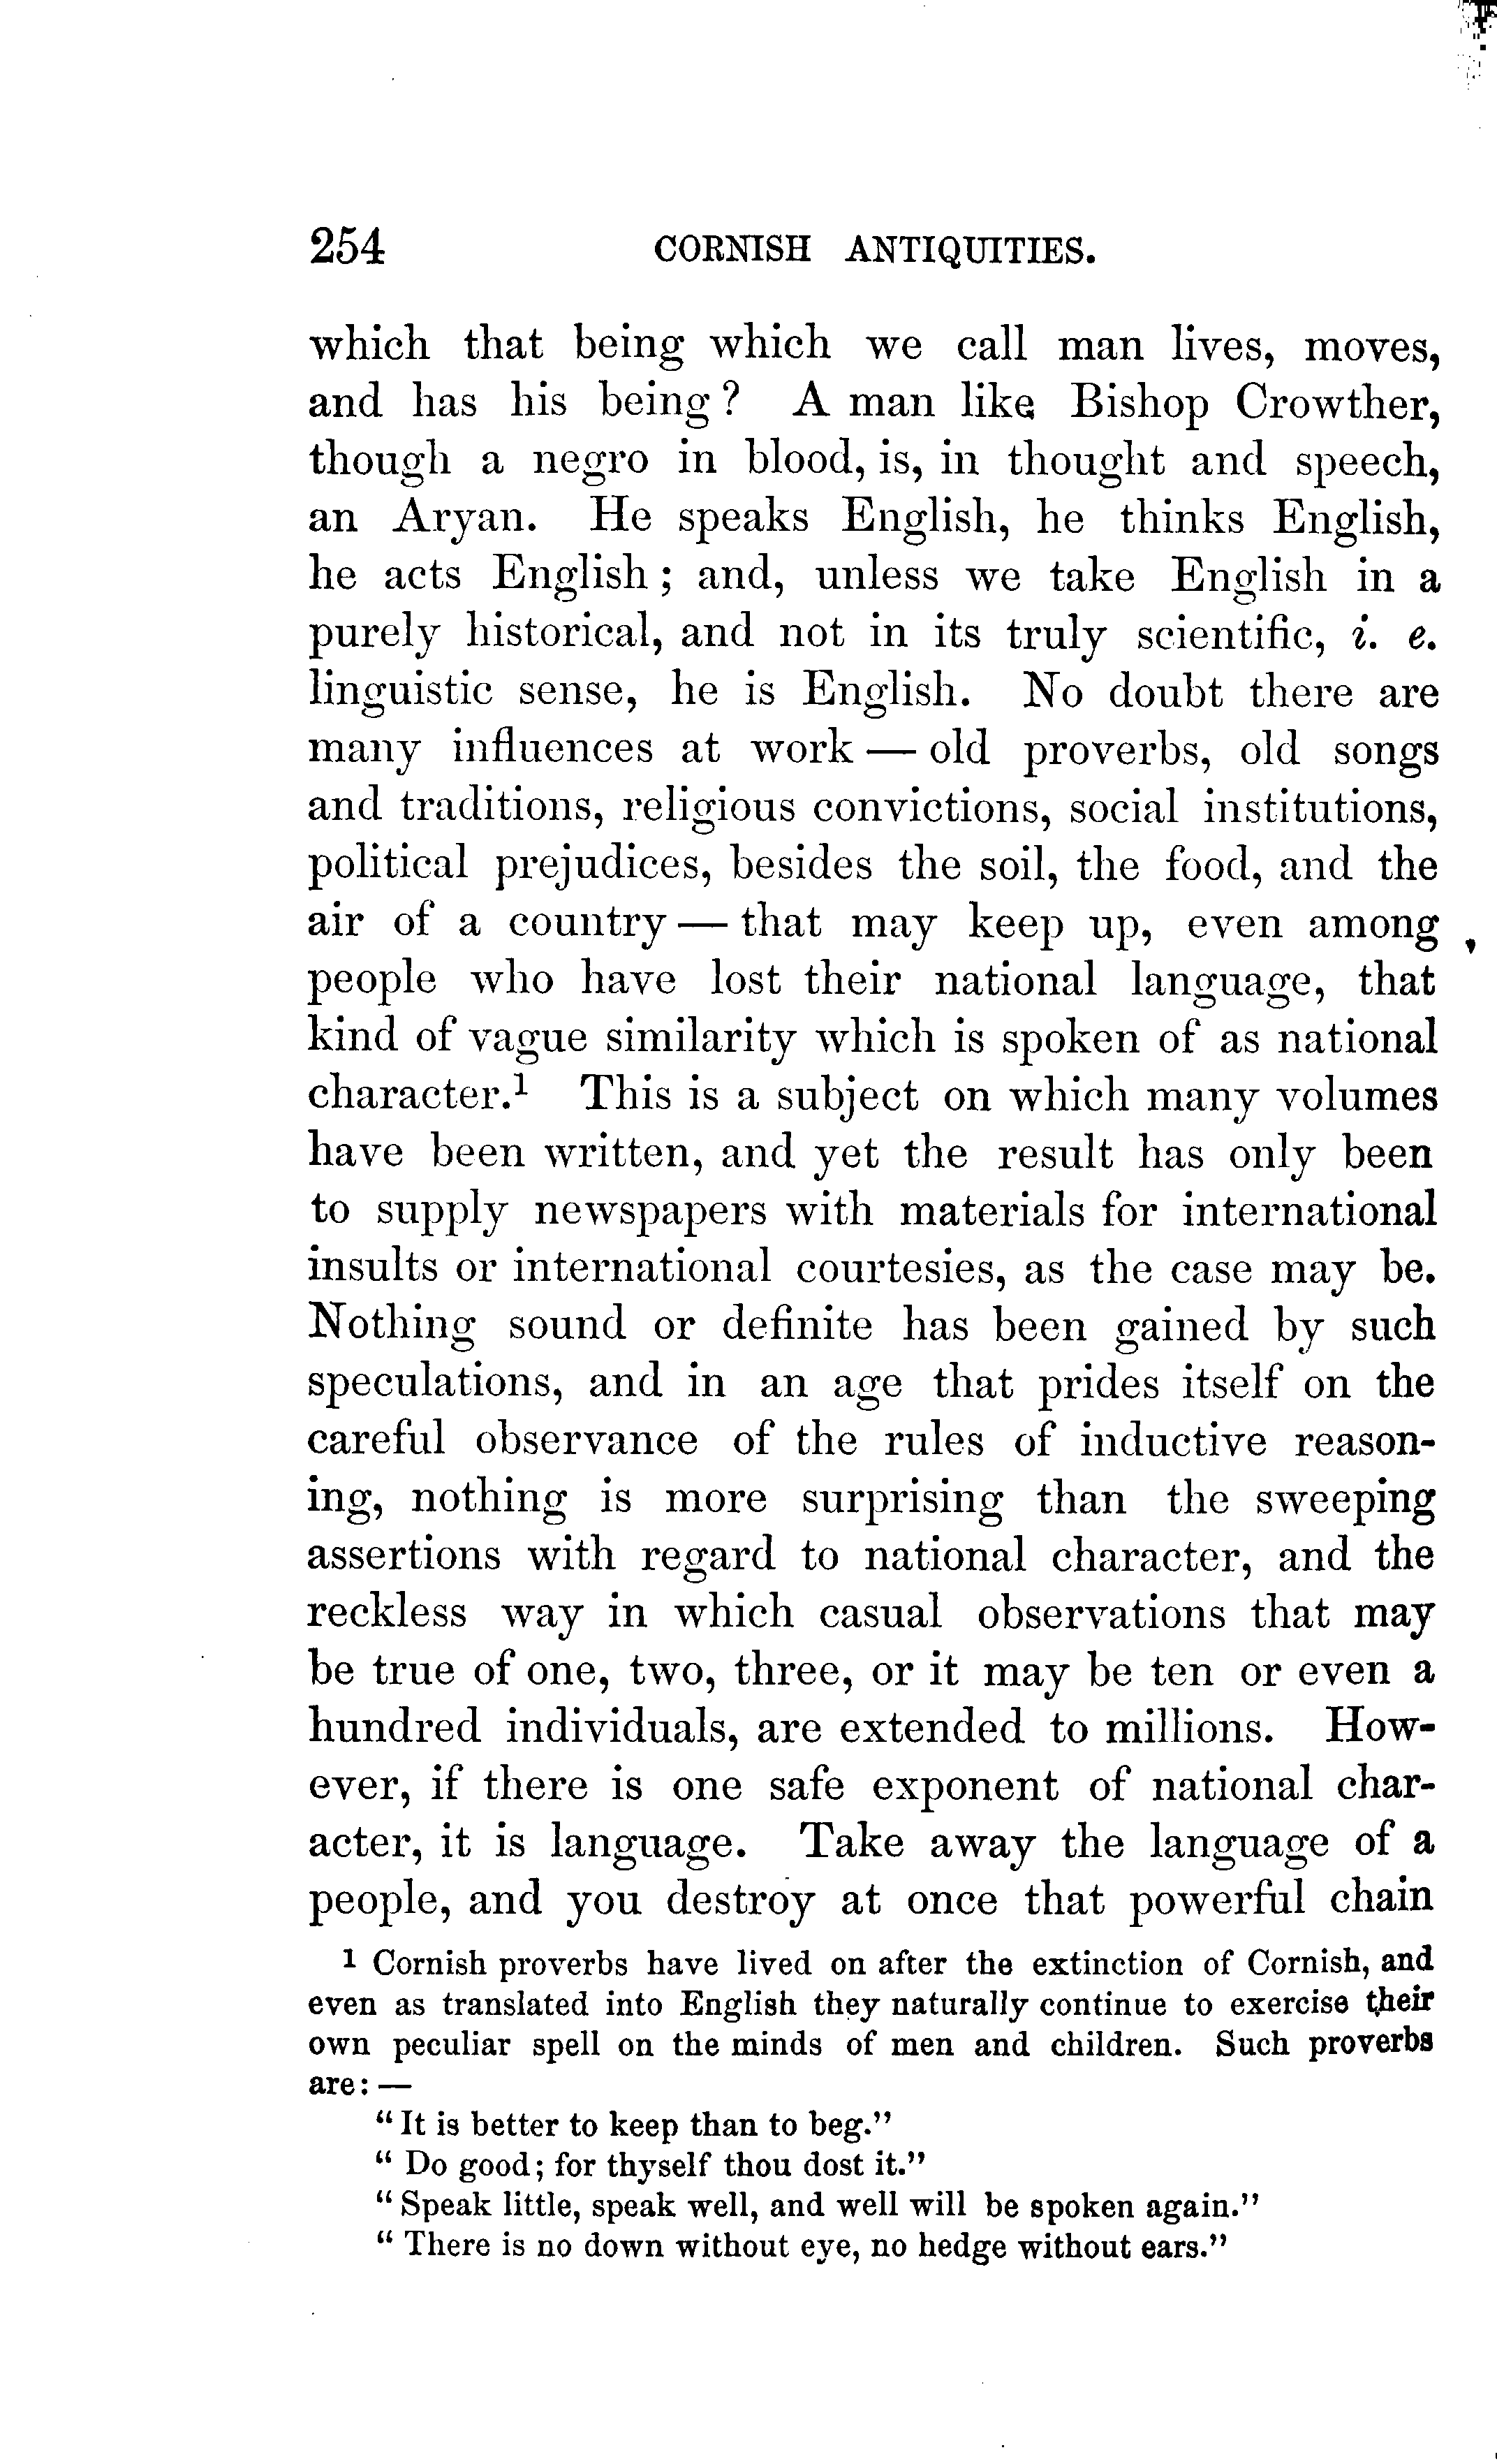 254 CORNISH ANTIQUITIES.
which that being which we call man lives, moves,
and has his being? A man like Bishop Crowther,
though a negro in blood, is, in thought and speech,
an Aryan. He speaks English, he thinks English,
he acts English; and, unless we take English in a
purely historical, and not in its truly scientific, i. e.
linguistic sense, he is English. No doubt there are
many influences at work — old proverbs, old songs
and traditions, religious convictions, social institutions,
political prejudices, besides the soil, the food, and the
air of a country — that may keep up, even among
people who have lost their national language, that
kind of vague similarity which is spoken of as national
character.¹ This is a subject on which many volumes
have been written, and yet the result has only been
to supply newspapers with materials for international
insults or international courtesies, as the case may be.
Nothing sound or definite has been gained by such
speculations, and in an age that prides itself on the
careful observance of the rules of inductive reason-
ing, nothing is more surprising than the sweeping
assertions with regard to national character, and the
reckless way in which casual observations that may
be true of one, two, three, or it may be ten or even a
hundred individuals, are extended to millions. How-
ever, if there is one safe exponent of national char-
acter, it is language. Take away the language of a
people, and you destroy at once that powerful chain
1 Cornish proverbs have lived on after the extinction of Cornish, and
even as translated into English they naturally continue to exercise their
own peculiar spell on the minds of men and children. Such proverbs
are: —
"It is better to keep than to beg."
"Do good; for thyself thou dost it."
"Speak little, speak well, and well will be spoken again."
"There is no down without eye, no hedge without ears."